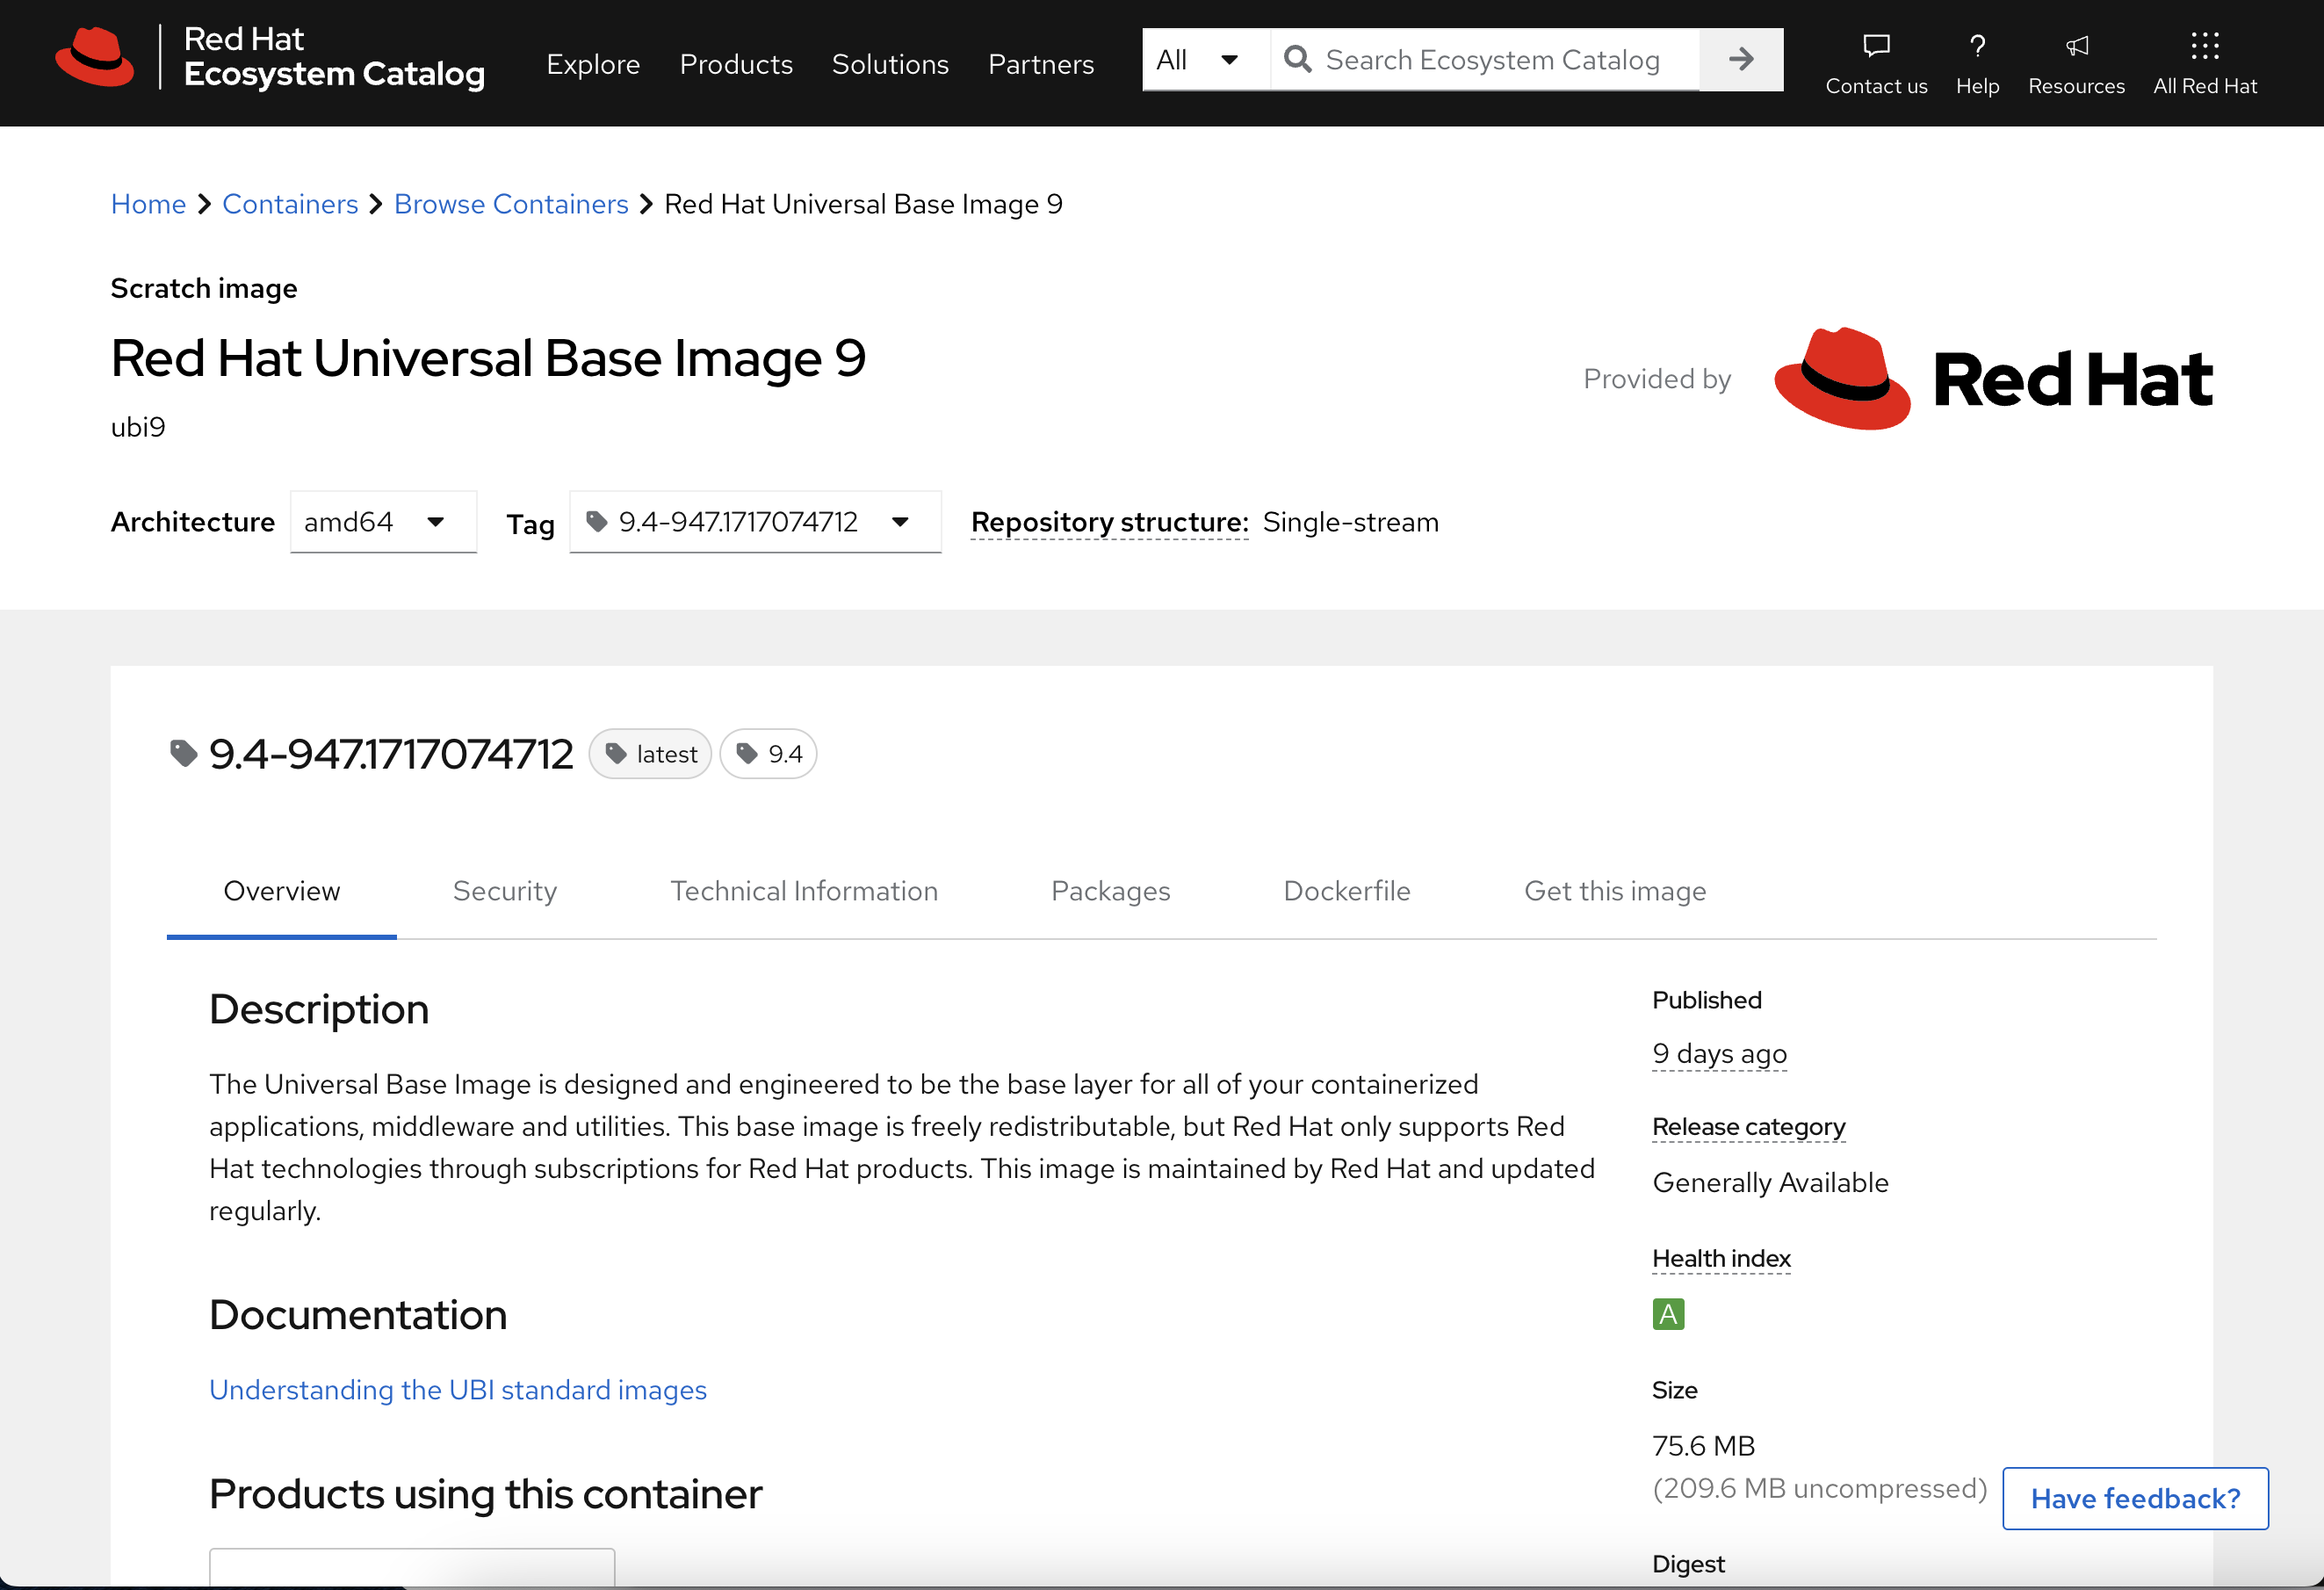 Red Hat
Ecosystem Catalog
Explore
Products
Solutions
Partners
All
Search Ecosystem Catalog
Contact us
Help
Resources
All Red Hat
Home > Containers > Browse Containers > Red Hat Universal Base Image 9
Scratch image
Red Hat Universal Base Image 9
ubi9
Provided by
Red Hat
Architecture
amd64
Tag
9.4-947.1717074712
Repository structure: Single-stream
9.4-947.1717074712
latest
9.4
Overview
Security
Technical Information
Packages
Dockerfile
Get this image
Description
The Universal Base Image is designed and engineered to be the base layer for all of your containerized
applications, middleware and utilities. This base image is freely redistributable, but Red Hat only supports Red
Hat technologies through subscriptions for Red Hat products. This image is maintained by Red Hat and updated
regularly.
Documentation
Understanding the UBI standard images
Products using this container
Published
9 days ago
Release category
Generally Available
Health index
A
Size
75.6 MB
(209.6 MB uncompressed)
Have feedback?
Digest